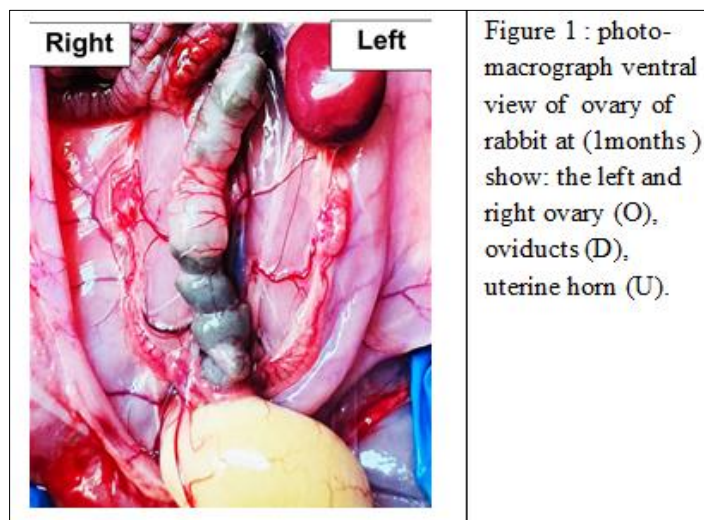 Right
Left
Figure 1 : photo-
macrograph ventral
view of ovary of
rabbit at (1months )
show: the left and
right ovary (O),
oviducts (D),
uterine horn (U).